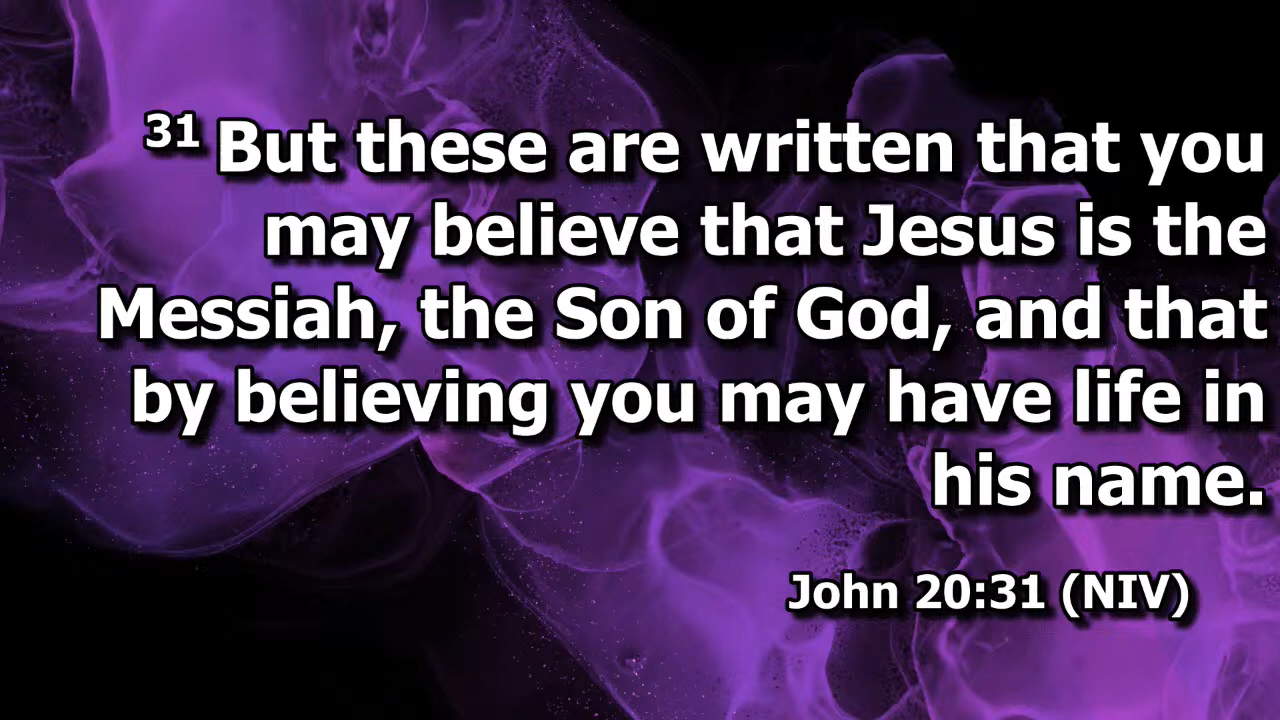 31 But these are written that you
may believe that Jesus is the
Messiah, the Son of God, and that
by believing you may have life in
his name.
John 20:31 (NIV)